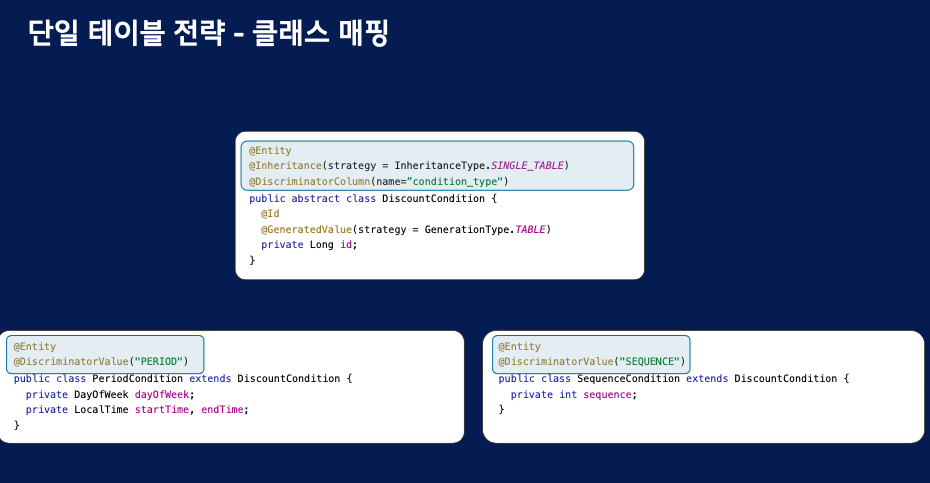 단일 테이블 전략 - 클래스 매핑
@Entity
@Inheritance(strategy = InheritanceType.SINGLE_TABLE)
@DiscriminatorColumn(name=”condition_type")
public abstract class DiscountCondition {
@Id
@GeneratedValue(strategy = GenerationType.TABLE)
private Long id;
}
@Entity
@DiscriminatorValue("PERIOD")
public class PeriodCondition extends DiscountCondition {
private DayOfWeek dayOfWeek;
private LocalTime startTime, endTime;
}
@Entity
@DiscriminatorValue("SEQUENCE")
public class SequenceCondition extends DiscountCondition {
private int sequence;
}